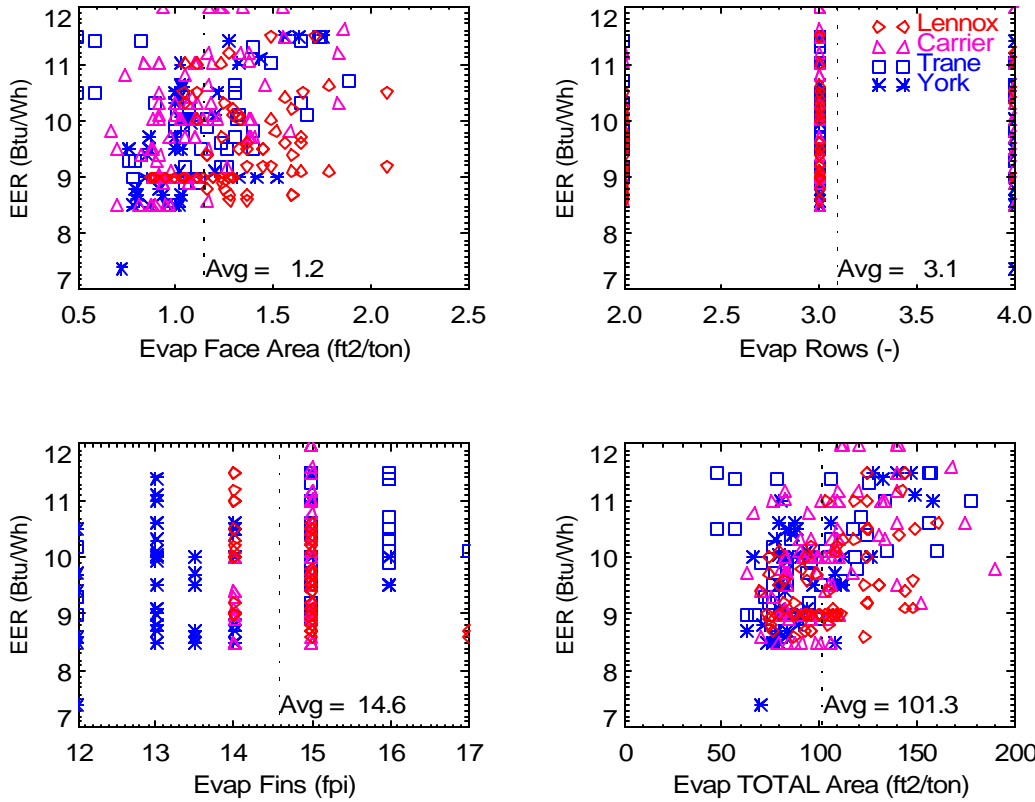 12
11
10
9
8
7
EER (Btu/Wh)
Avg = 1.2
0.5 1.0 1.5 2.0 2.5
Evap Face Area (ft2/ton)
12
11
10
9
8
7
EER (Btu/Wh)
Lennox
Carrier
Trane
York
Avg = 3.1
2.0 2.5 3.0 3.5 4.0
Evap Rows (-)
12
11
10
9
8
7
EER (Btu/Wh)
Avg = 14.6
12 13 14 15 16 17
Evap Fins (fpi)
12
11
10
9
8
7
EER (Btu/Wh)
Avg = 101.3
0 50 100 150 200
Evap TOTAL Area (ft2/ton)